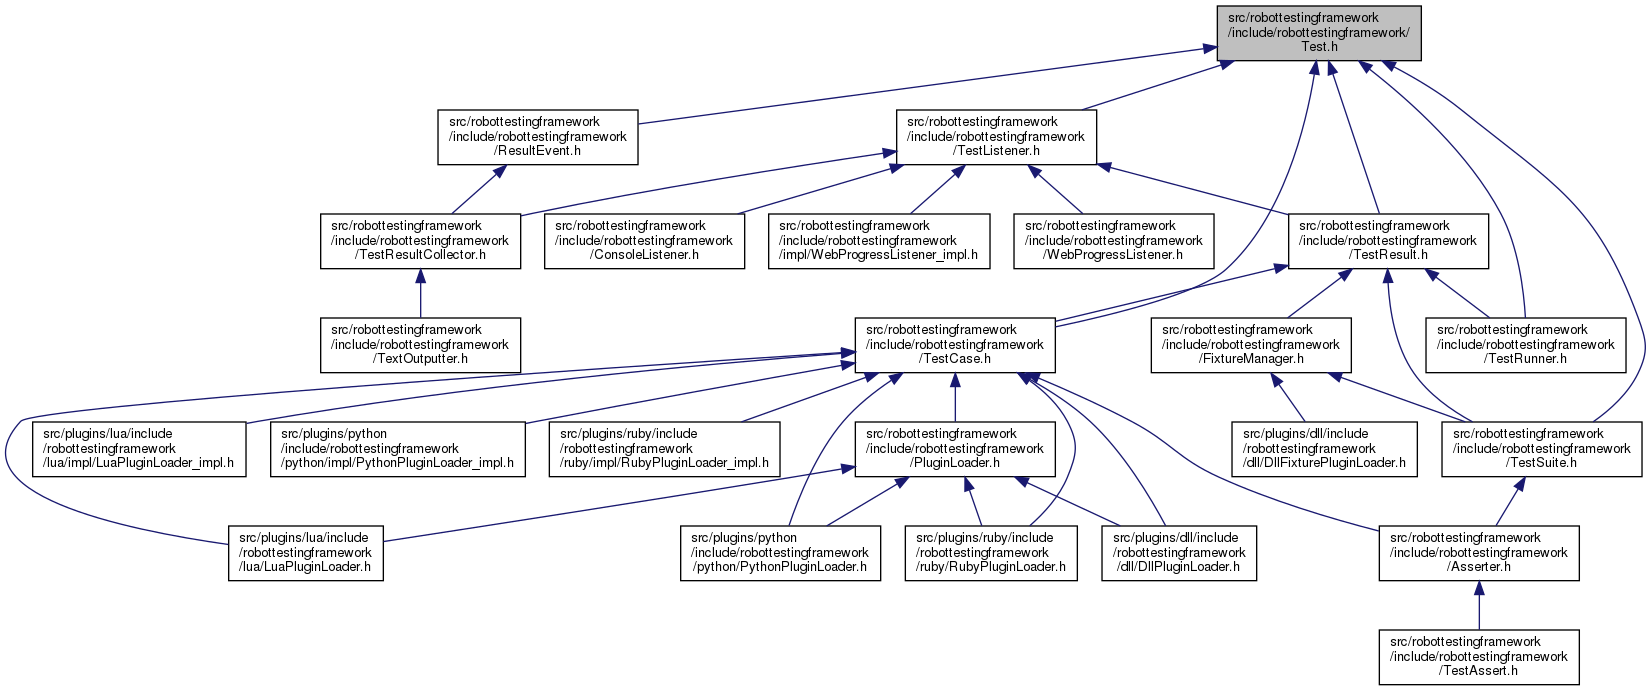 src/robottestingframework
/include/robottestingframework/
Test.h
src/robottestingframework
/include/robottestingframework
/ResultEvent.h
src/robottestingframework
/include/robottestingframework
/TestListener.h
src/robottestingframework
/include/robottestingframework
/TestResultCollector.h
src/robottestingframework
/include/robottestingframework
/ConsoleListener.h
src/robottestingframework
/include/robottestingframework
/impl/WebProgressListener_impl.h
src/robottestingframework
/include/robottestingframework
/WebProgressListener.h
src/robottestingframework
/include/robottestingframework
/TestResult.h
src/robottestingframework
/include/robottestingframework
/TextOutputter.h
src/robottestingframework
/include/robottestingframework
/TestCase.h
src/robottestingframework
/include/robottestingframework
/FixtureManager.h
src/robottestingframework
/include/robottestingframework
/TestRunner.h
src/plugins/lua/include
/robottestingframework
/lua/impl/LuaPluginLoader_impl.h
src/plugins/python
/include/robottestingframework
/python/impl/PythonPluginLoader_impl.h
src/plugins/ruby/include
/robottestingframework
/ruby/impl/RubyPluginLoader_impl.h
src/robottestingframework
/include/robottestingframework
/PluginLoader.h
src/plugins/dll/include
/robottestingframework
/dll/DllFixturePluginLoader.h
src/robottestingframework
/include/robottestingframework
/TestSuite.h
src/plugins/lua/include
/robottestingframework
/lua/LuaPluginLoader.h
src/plugins/python
/include/robottestingframework
/python/PythonPluginLoader.h
src/plugins/ruby/include
/robottestingframework
/ruby/RubyPluginLoader.h
src/plugins/dll/include
/robottestingframework
/dll/DllPluginLoader.h
src/robottestingframework
/include/robottestingframework
/Asserter.h
src/robottestingframework
/include/robottestingframework
/TestAssert.h